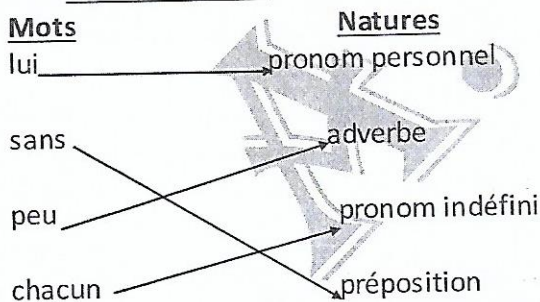 Mots Natures
lui pronom personnel
sans adverbe
peu pronom indéfini
chacun préposition